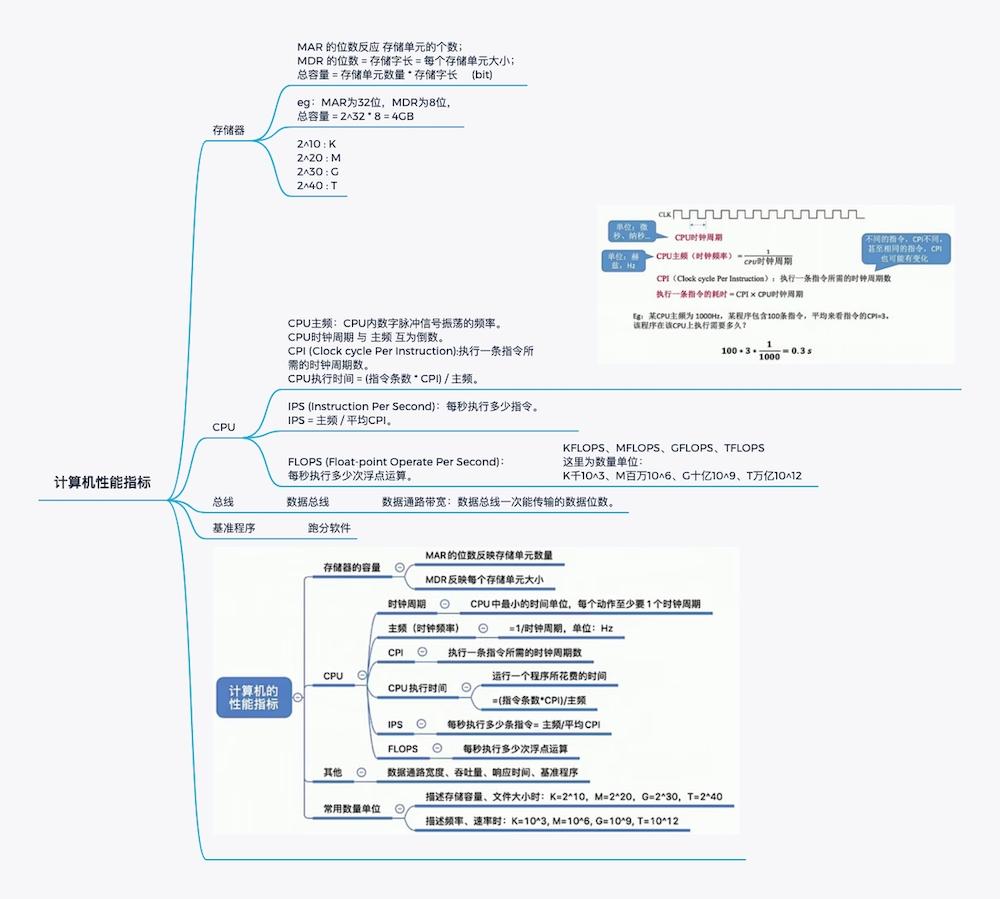 MAR 的位数反应 存储单元的个数；
MDR 的位数 = 存储字长 = 每个存储单元大小；
总容量 = 存储单元数量 * 存储字长 (bit)
eg：MAR为32位，MDR为8位，
总容量 = 2^32 * 8 = 4GB
存储器
2^10 : K
2^20 : M
2^30 : G
2^40 : T
CLK
单位：微
秒、纳秒...
CPU时钟周期
单位：赫
兹，Hz
CPU主频（时钟频率）= 1/CPU时钟周期
不同的指令，CPI不同，
甚至相同的指令，CPI
也可能有变化
CPI（Clock cycle Per Instruction）：执行一条指令所需的时钟周期数
执行一条指令的耗时 = CPI × CPU时钟周期
Eg：某CPU主频为 1000Hz，某程序包含100条指令，平均来看指令的CPI=3。
该程序在该CPU上执行需要多久？
100 * 3 * 1/1000 = 0.3 s
CPU主频：CPU内数字脉冲信号振荡的频率。
CPU时钟周期 与 主频 互为倒数。
CPI (Clock cycle Per Instruction):执行一条指令所
需的时钟周期数。
CPU执行时间 = (指令条数 * CPI) / 主频。
CPU
IPS (Instruction Per Second)：每秒执行多少指令。
IPS = 主频 / 平均CPI。
FLOPS (Float-point Operate Per Second)：
每秒执行多少次浮点运算。
KFLOPS、MFLOPS、GFLOPS、TFLOPS
这里为数量单位：
K千10^3、M百万10^6、G十亿10^9、T万亿10^12
计算机性能指标
总线 数据总线 数据通路带宽：数据总线一次能传输的数据位数。
基准程序 跑分软件
计算机的
性能指标
存储器的容量
MAR的位数反映存储单元数量
MDR反映每个存储单元大小
CPU
时钟周期 CPU中最小的时间单位，每个动作至少要1个时钟周期
主频（时钟频率） =1/时钟周期，单位：Hz
CPI 执行一条指令所需的时钟周期数
CPU执行时间
运行一个程序所花费的时间
=(指令条数*CPI)/主频
IPS 每秒执行多少条指令= 主频/平均CPI
FLOPS 每秒执行多少次浮点运算
其他 数据通路宽度、吞吐量、响应时间、基准程序
常用数量单位
描述存储容量、文件大小时：K=2^10，M=2^20，G=2^30，T=2^40
描述频率、速率时：K=10^3, M=10^6, G=10^9, T=10^12